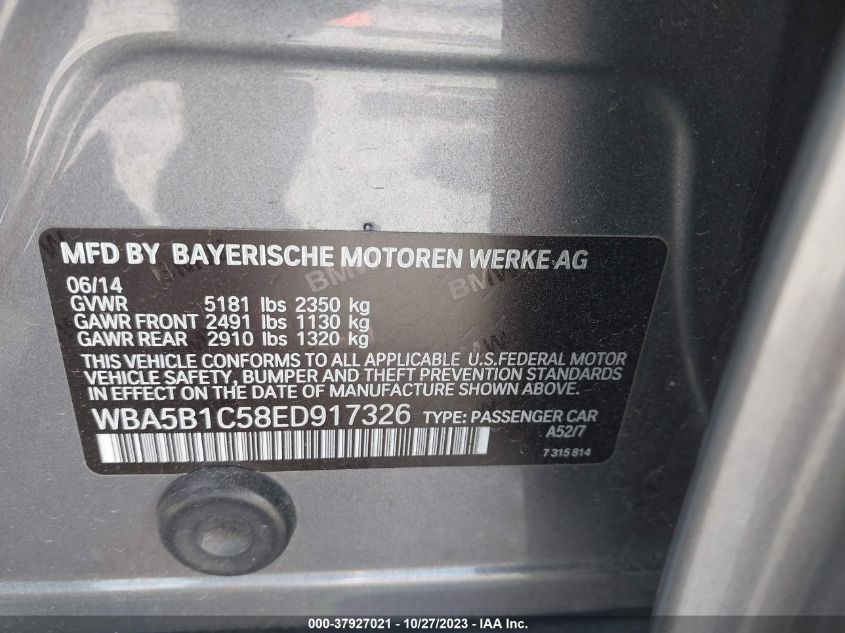 MFD BY BAYERISCHE MOTOREN WERKE AG
06/14
GVWR 5181 lbs 2350 kg
GAWR FRONT 2491 lbs 1130 kg
GAWR REAR 2910 lbs 1320 kg
THIS VEHICLE CONFORMS TO ALL APPLICABLE U.S.FEDERAL MOTOR
VEHICLE SAFETY, BUMPER AND THEFT PREVENTION STANDARDS
IN EFFECT ON THE DATE OF MANUFACTURE SHOWN ABOVE.
WBA5B1C58ED917326 TYPE: PASSENGER CAR
A52/7
7 315 814
000-37927021 | 10/27/2023 | © IAA, Inc.